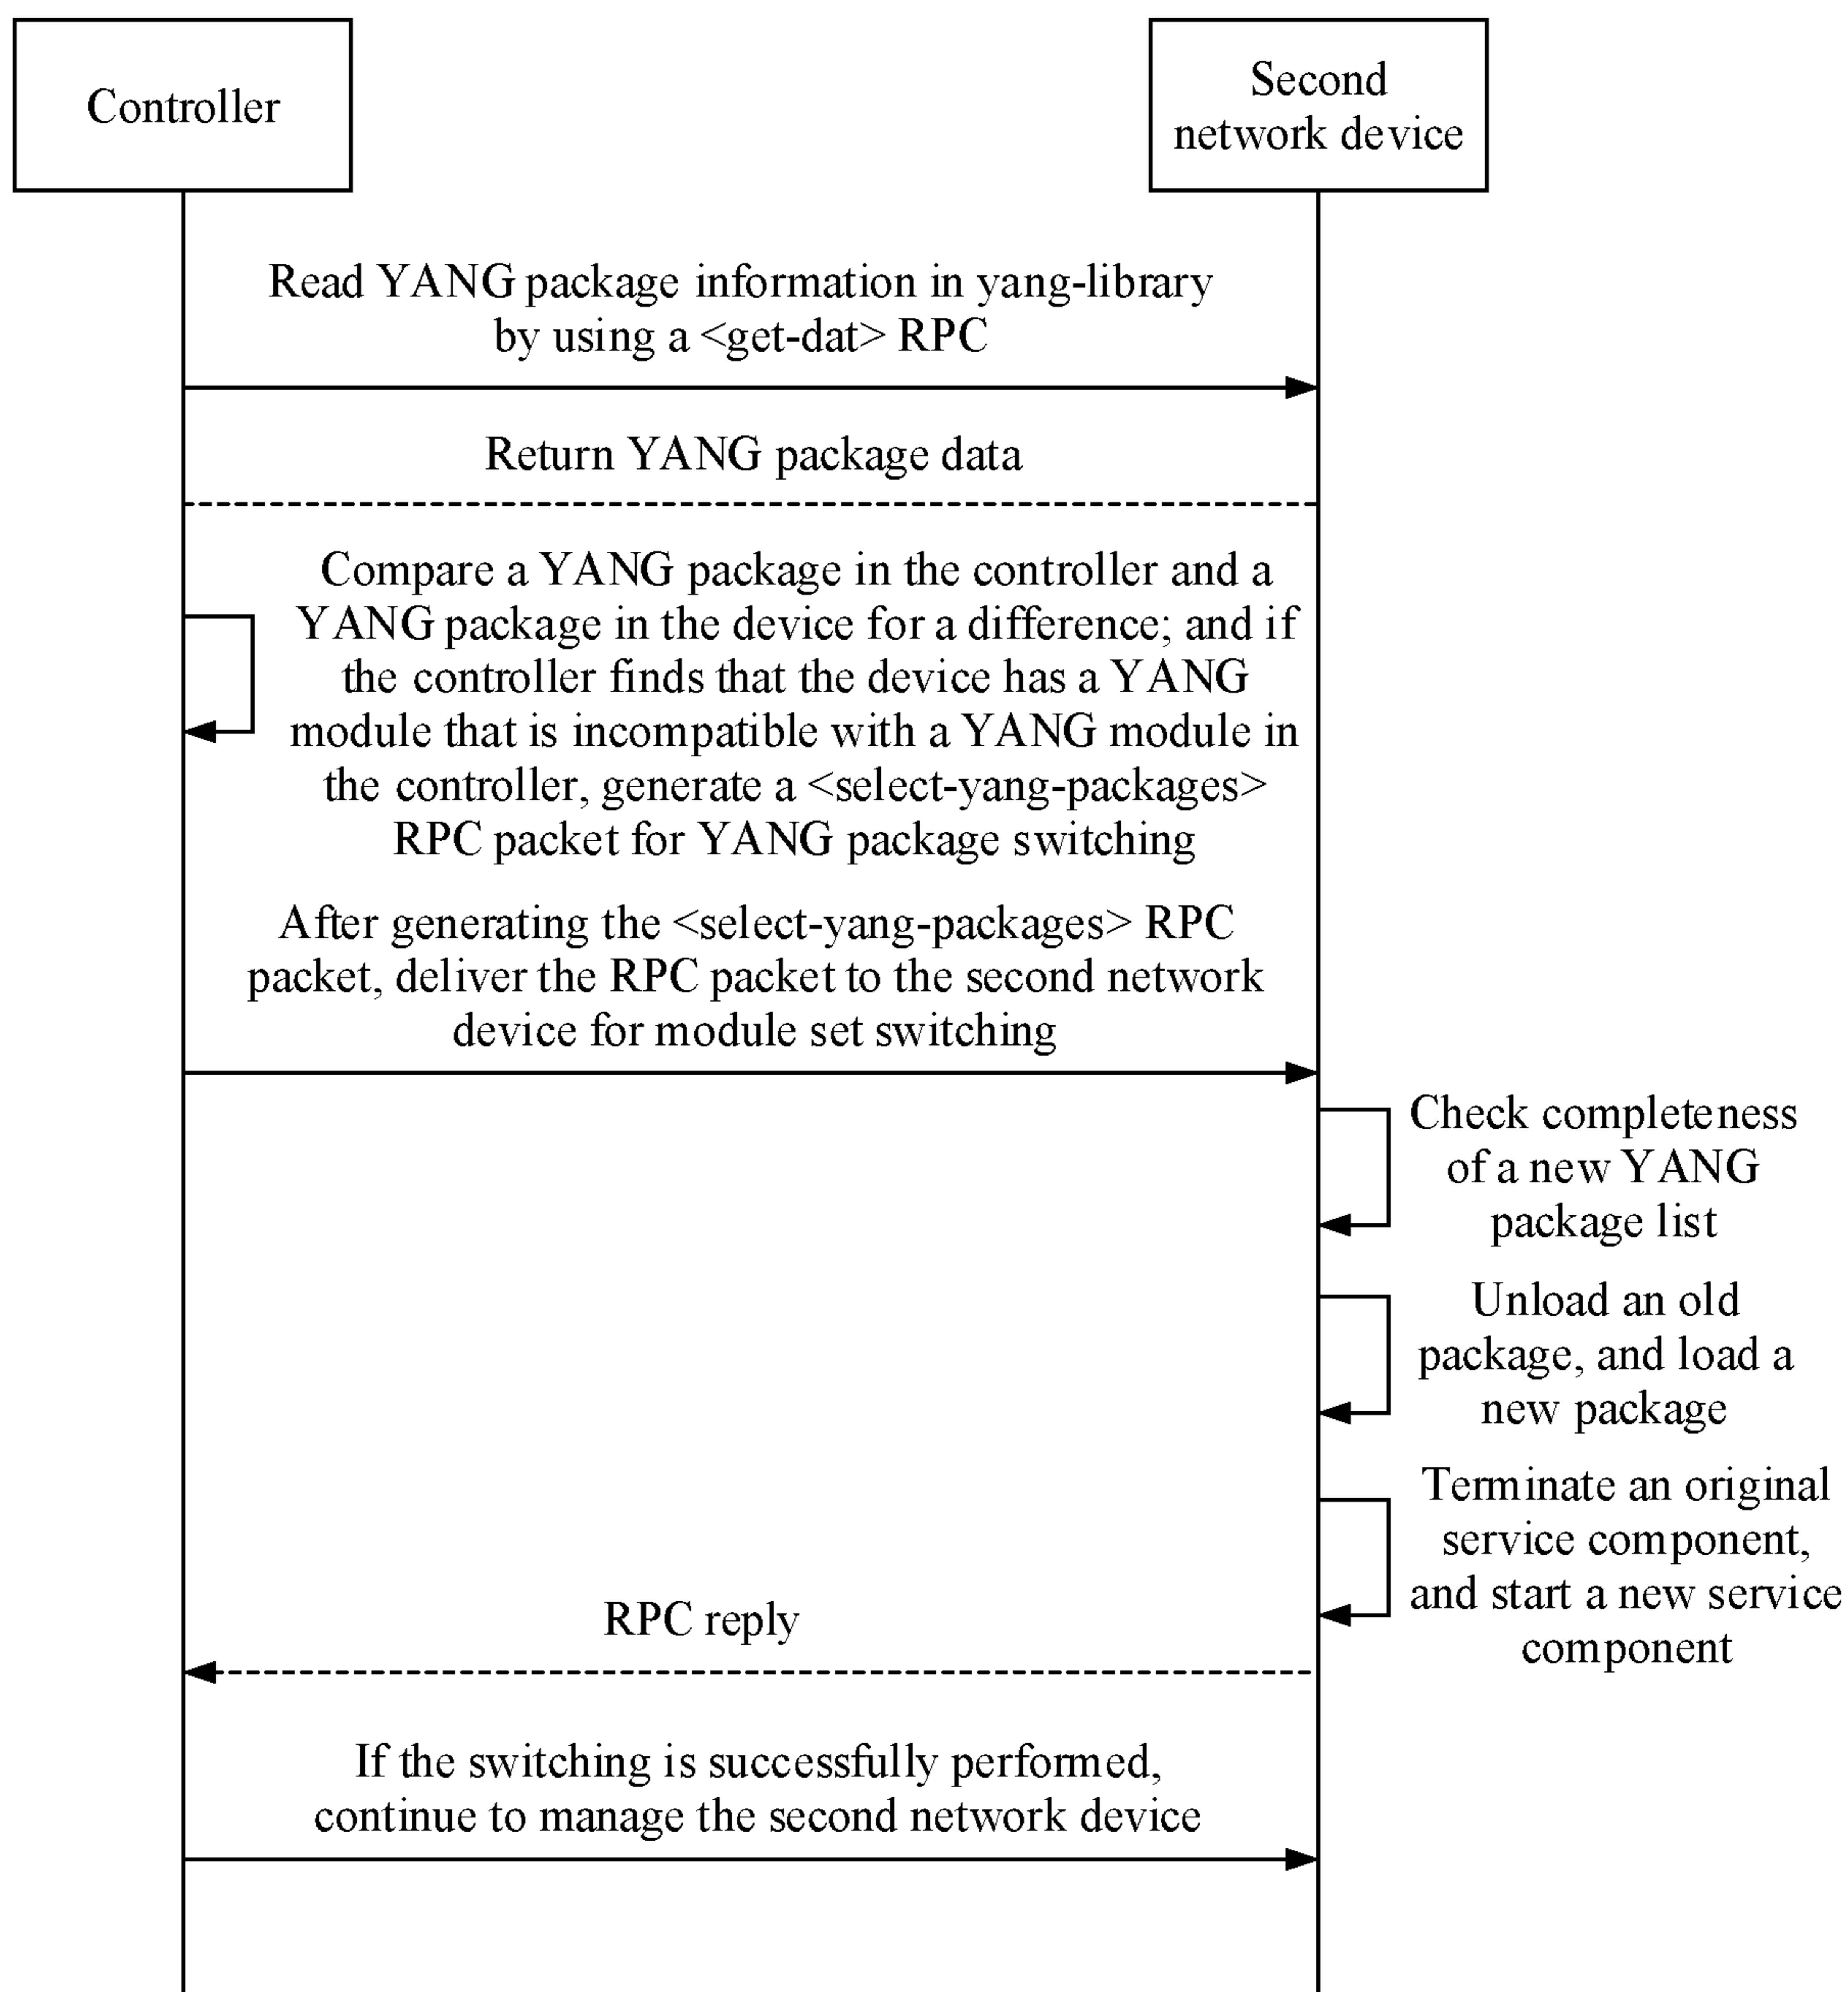 Controller
Second
network device
Read YANG package information in yang-library
by using a <get-dat> RPC
Return YANG package data
Compare a YANG package in the controller and a
YANG package in the device for a difference; and if
the controller finds that the device has a YANG
module that is incompatible with a YANG module in
the controller, generate a <select-yang-packages>
RPC packet for YANG package switching
After generating the <select-yang-packages> RPC
packet, deliver the RPC packet to the second network
device for module set switching
Check completeness
of a new YANG
package list
Unload an old
package, and load a
new package
Terminate an original
service component,
and start a new service
component
RPC reply
If the switching is successfully performed,
continue to manage the second network device